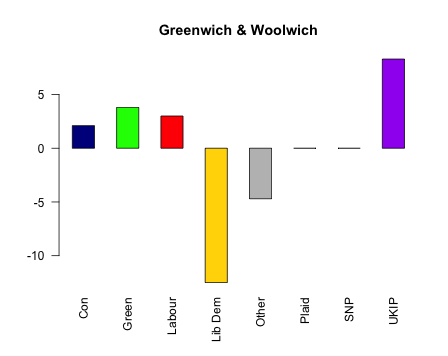 Greenwich & Woolwich
5
0
-5
-10
Con
Green
Labour
Lib Dem
Other
Plaid
SNP
UKIP